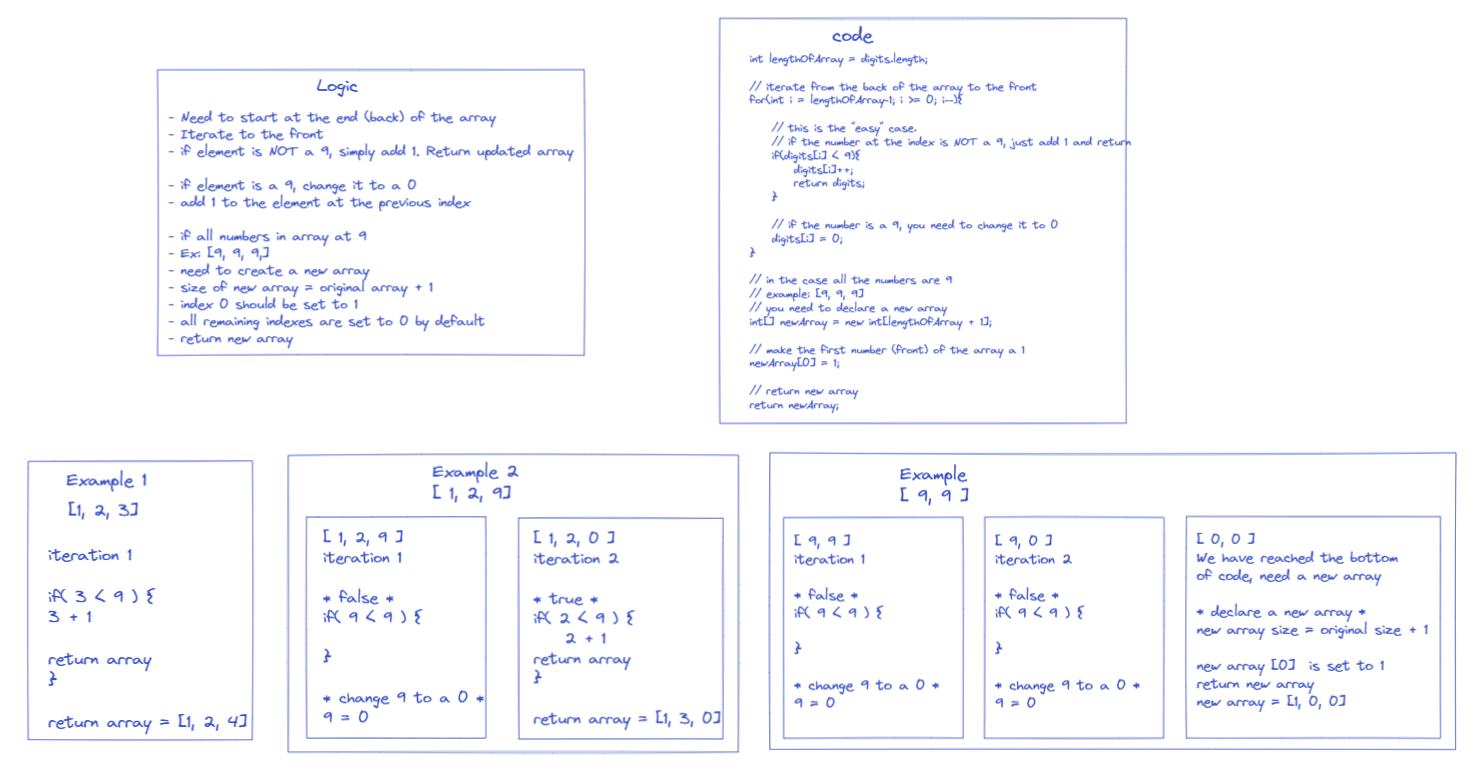 Logic
- Need to start at the end (back) of the array
- Iterate to the front
- if element is NOT a 9, simply add 1. Return updated array
- if element is a 9, change it to a 0
- add 1 to the element at the previous index
- if all numbers in array at 9
- Ex: [9, 9, 9,]
- need to create a new array
- size of new array = original array + 1
- index 0 should be set to 1
- all remaining indexes are set to 0 by default
- return new array
code
int lengthOfArray = digits.length;
// iterate from the back of the array to the front
for(int i = lengthOfArray-1; i >= 0; i--){
// this is the "easy" case.
// if the number at the index is NOT a 9, just add 1 and return
if(digits[i] < 9){
digits[i]++;
return digits;
}
// if the number is a 9, you need to change it to 0
digits[i] = 0;
}
// in the case all the numbers are 9
// example: [9, 9, 9]
// you need to declare a new array
int[] newArray = new int[lengthOfArray + 1];
// make the first number (front) of the array a 1
newArray[0] = 1;
// return new array
return newArray;
Example 1
[1, 2, 3]
iteration 1
if( 3 < 9 ) {
3 + 1
return array
}
return array = [1, 2, 4]
Example 2
[ 1, 2, 9]
[ 1, 2, 9 ]
iteration 1
* false *
if( 9 < 9 ) {
}
* change 9 to a 0 *
9 = 0
[ 1, 2, 0 ]
iteration 2
* true *
if( 2 < 9 ) {
2 + 1
return array
}
return array = [1, 3, 0]
Example
[ 9, 9 ]
[ 9, 9 ]
iteration 1
* false *
if( 9 < 9 ) {
}
* change 9 to a 0 *
9 = 0
[ 9, 0 ]
iteration 2
* false *
if( 9 < 9 ) {
}
* change 9 to a 0 *
9 = 0
[ 0, 0 ]
We have reached the bottom
of code, need a new array
* declare a new array *
new array size = original size + 1
new array [0] is set to 1
return new array
new array = [1, 0, 0]